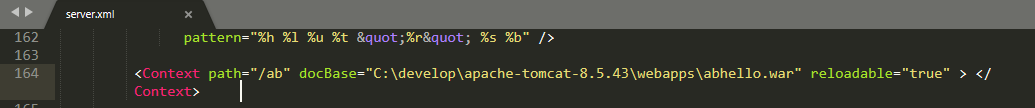 server.xml
162 pattern="%h %l %u %t &quot;%r&quot; %s %b" />
163
164 <Context path="/ab" docBase="C:\develop\apache-tomcat-8.5.43\webapps\abhello.war" reloadable="true" > </
Context>
165